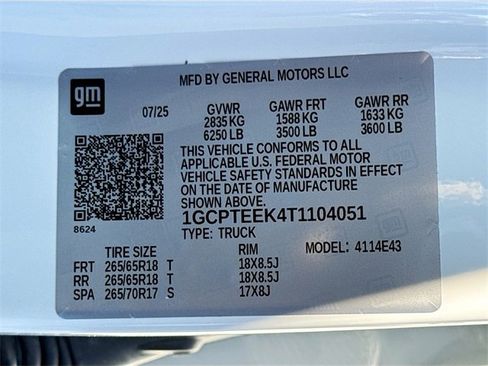 gm
MFD BY GENERAL MOTORS LLC
07/25 GVWR GAWR FRT GAWR RR
2835 KG 1588 KG 1633 KG
6250 LB 3500 LB 3600 LB
THIS VEHICLE CONFORMS TO ALL
APPLICABLE U.S. FEDERAL MOTOR
VEHICLE SAFETY STANDARDS IN EFFECT
ON THE DATE OF MANUFACTURE SHOWN
ABOVE.
1GCPTEEK4T1104051
8624
TYPE: TRUCK
TIRE SIZE RIM MODEL: 4114E43
FRT 265/65R18 T 18X8.5J
RR 265/65R18 T 18X8.5J
SPA 265/70R17 S 17X8J